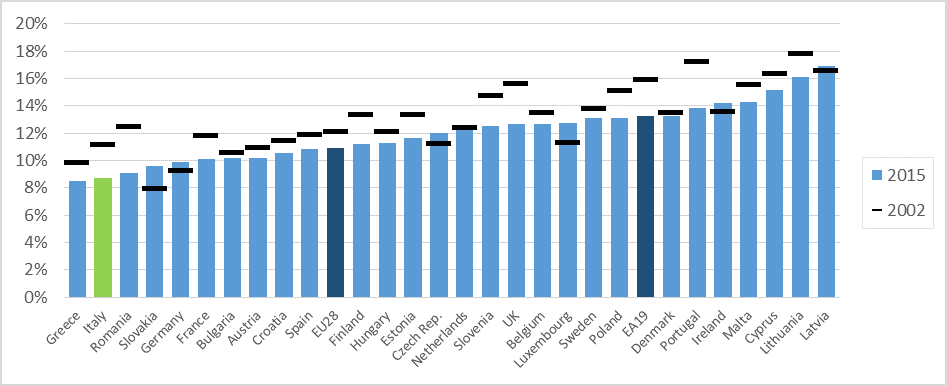 20%
18%
16%
14%
12%
10%
8%
6%
4%
2%
0%
Greece
Italy
Romania
Slovakia
Germany
France
Bulgaria
Austria
Croatia
Spain
EU28
Finland
Hungary
Estonia
Czech Rep.
Netherlands
Slovenia
UK
Belgium
Luxembourg
Sweden
Poland
EA19
Denmark
Portugal
Ireland
Malta
Cyprus
Lithuania
Latvia
2015
2002